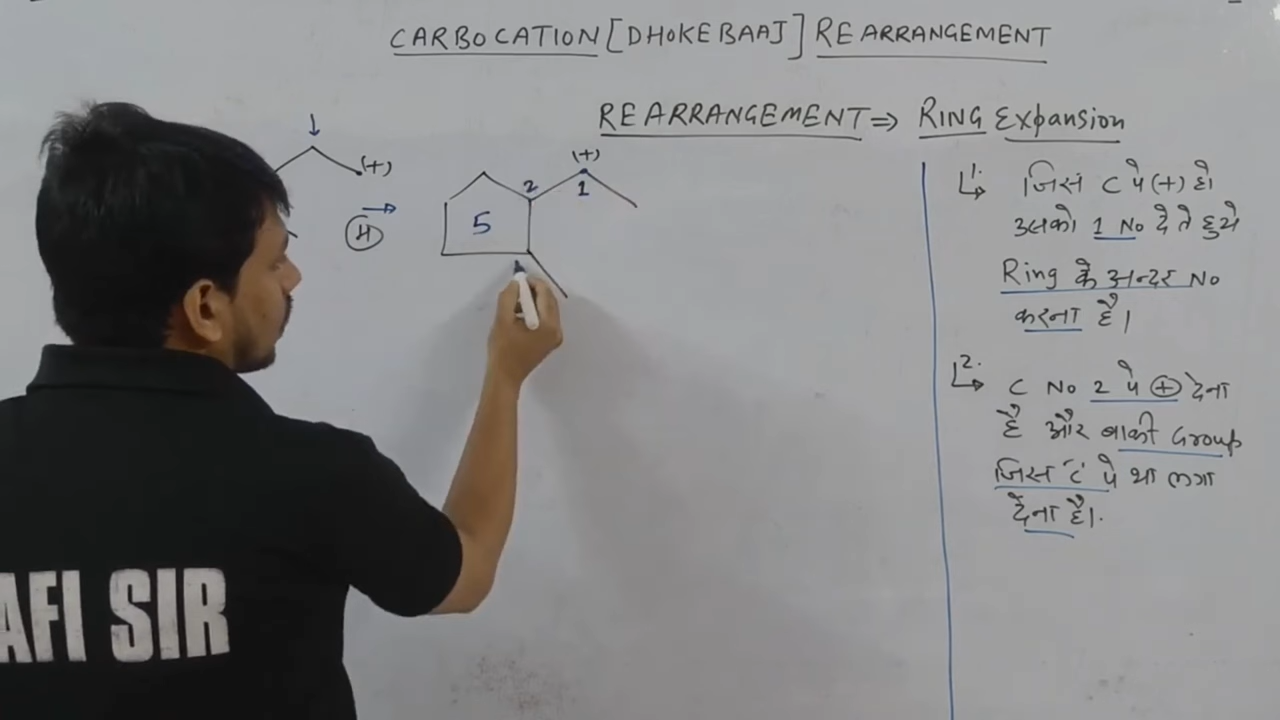 CARBOCATION [DHOKEBAAJ] REARRANGEMENT
REARRANGEMENT ⇒ RING Expansion
(+)
H
5
2
1
(+)
1. जिस C पे (+) हो
उसको 1 No देते हुये
Ring के अन्दर No
करना है।
2. C No 2 पे ⊕ देना
है और बाकी Group
जिस 'C' पे था लगा
देना है।
AFI SIR